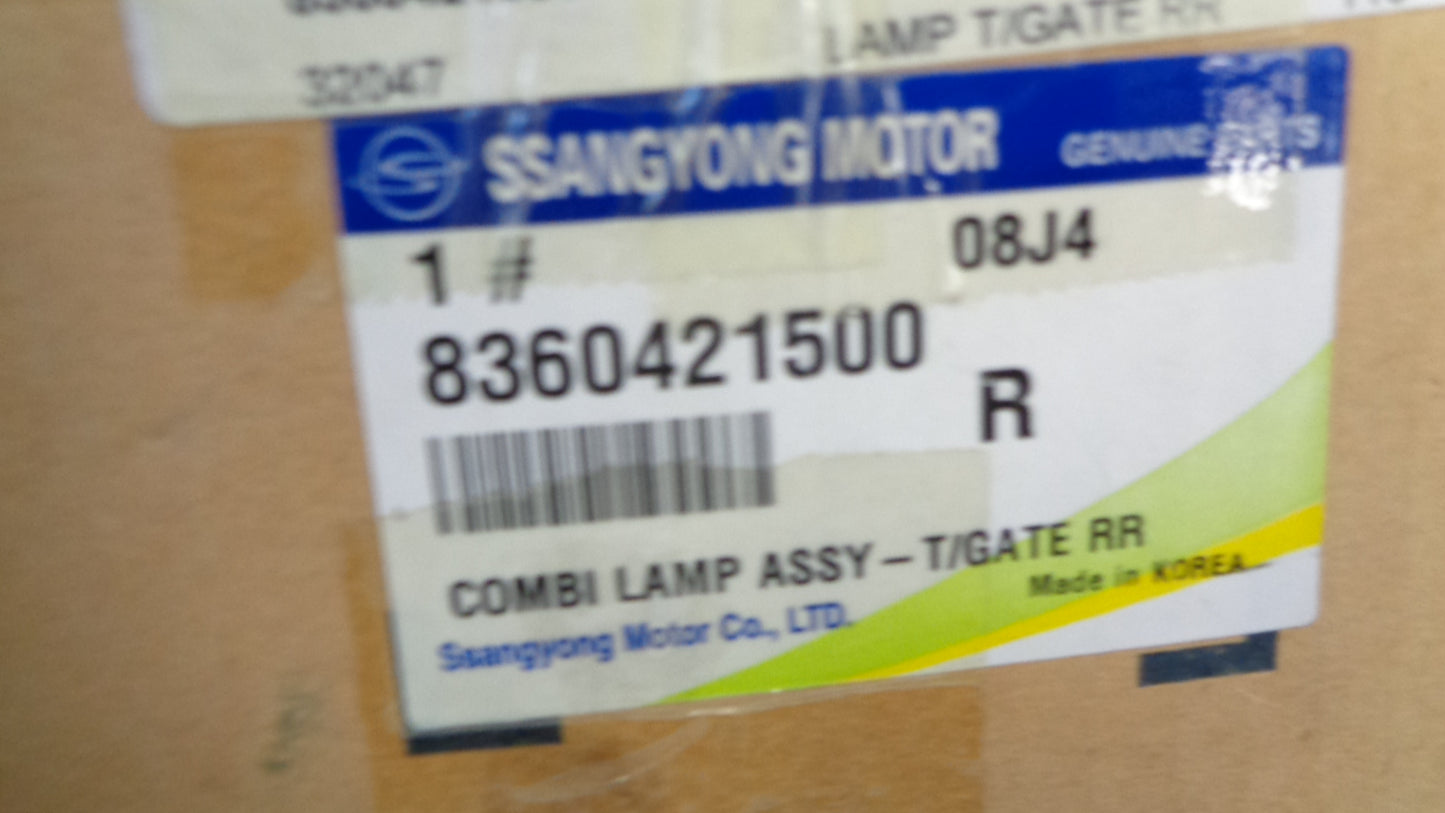 LAMP T/GATE RR
32047
SSANGYONG MOTOR GENUINE PARTS
1 # 08J4
8360421500
R
COMBI LAMP ASSY - T/GATE RR
Made in KOREA
Ssangyong Motor Co., LTD.